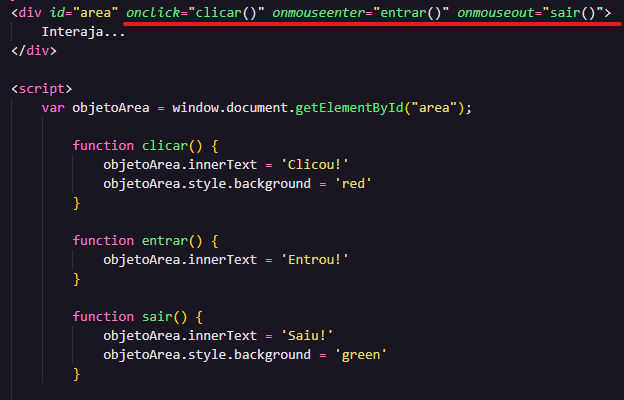 <div id="area" onclick="clicar()" onmouseenter="entrar()" onmouseout="sair()">
Interaja...
</div>
<script>
var objetoArea = window.document.getElementById("area");
function clicar() {
objetoArea.innerText = 'Clicou!'
objetoArea.style.background = 'red'
}
function entrar() {
objetoArea.innerText = 'Entrou!'
}
function sair() {
objetoArea.innerText = 'Saiu!'
objetoArea.style.background = 'green'
}